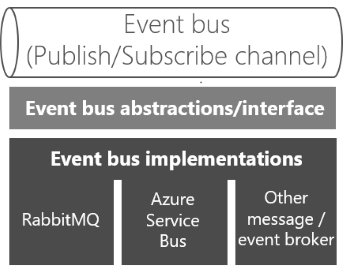 Event bus
(Publish/Subscribe channel)
Event bus abstractions/interface
Event bus implementations
RabbitMQ
Azure
Service
Bus
Other
message /
event broker